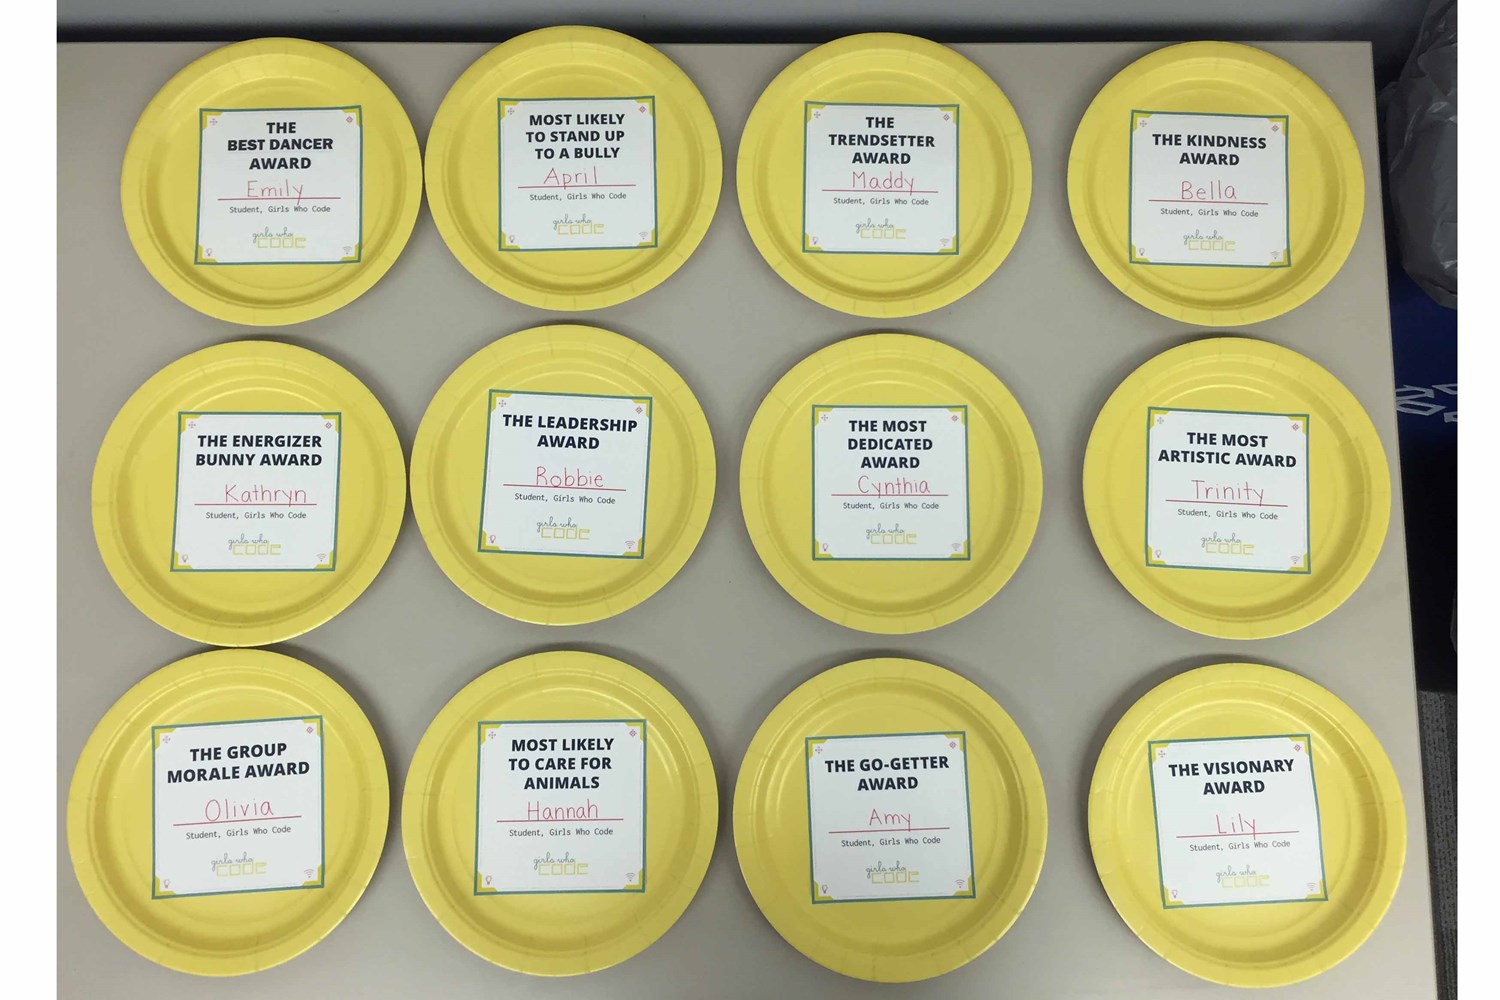 THE
BEST DANCER
AWARD
Emily
Student, Girls Who Code
girls who
CODE
MOST LIKELY
TO STAND UP
TO A BULLY
April
Student, Girls Who Code
girls who
CODE
THE
TRENDSETTER
AWARD
Maddy
Student, Girls Who Code
girls who
CODE
THE KINDNESS
AWARD
Bella
Student, Girls Who Code
girls who
CODE
THE ENERGIZER
BUNNY AWARD
Kathryn
Student, Girls Who Code
girls who
CODE
THE LEADERSHIP
AWARD
Robbie
Student, Girls Who Code
girls who
CODE
THE MOST
DEDICATED
AWARD
Cynthia
Student, Girls Who Code
girls who
CODE
THE MOST
ARTISTIC AWARD
Trinity
Student, Girls Who Code
girls who
CODE
THE GROUP
MORALE AWARD
Olivia
Student, Girls Who Code
girls who
CODE
MOST LIKELY
TO CARE FOR
ANIMALS
Hannah
Student, Girls Who Code
girls who
CODE
THE GO-GETTER
AWARD
Amy
Student, Girls Who Code
girls who
CODE
THE VISIONARY
AWARD
Lily
Student, Girls Who Code
girls who
CODE